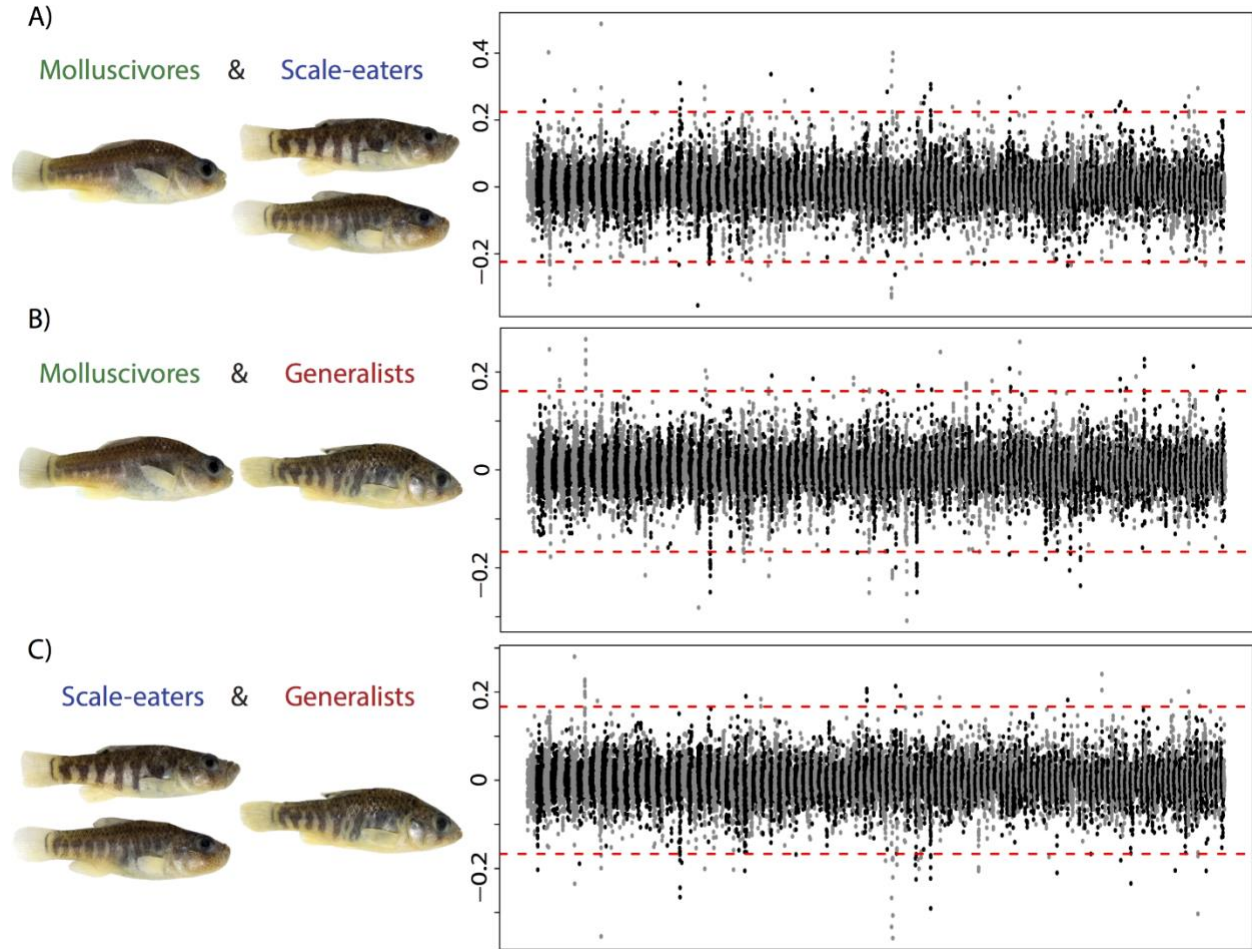 A)
Molluscivores & Scale-eaters
0.4
0.2
0
−0.2
B)
Molluscivores & Generalists
0.2
0
−0.2
C)
Scale-eaters & Generalists
0.2
0
−0.2